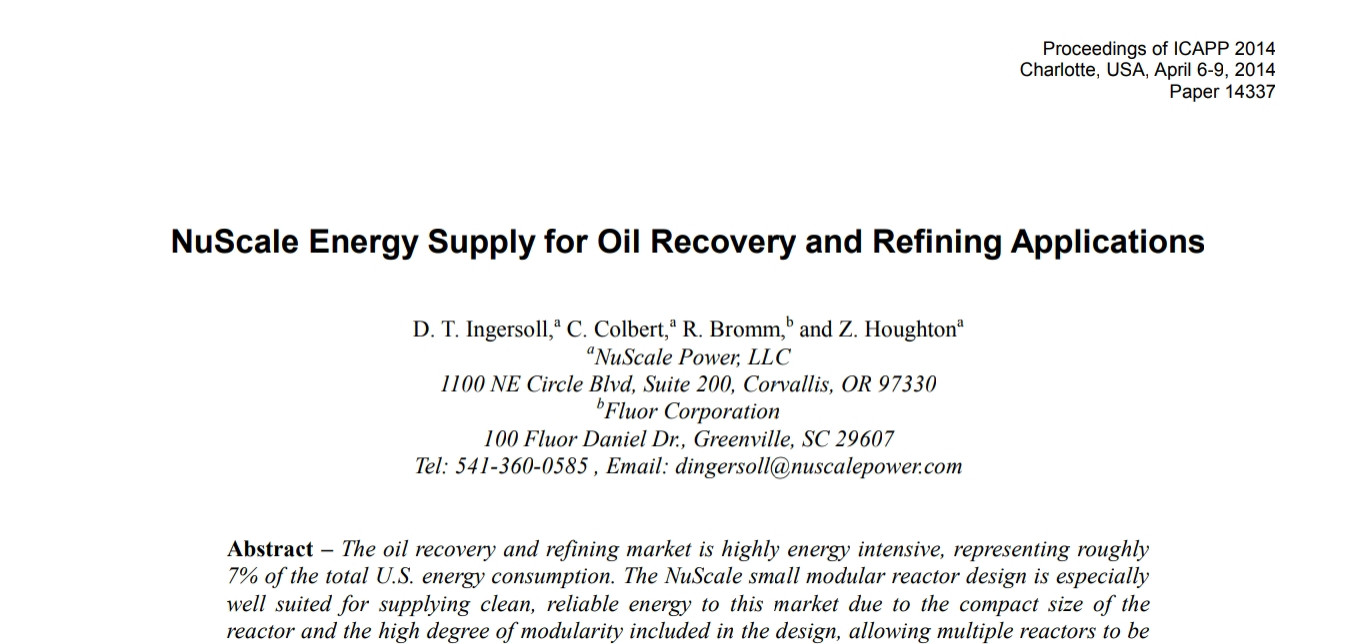 Proceedings of ICAPP 2014
Charlotte, USA, April 6-9, 2014
Paper 14337
NuScale Energy Supply for Oil Recovery and Refining Applications
D. T. Ingersoll,ᵃ C. Colbert,ᵃ R. Bromm,ᵇ and Z. Houghtonᵃ
ᵃNuScale Power, LLC
1100 NE Circle Blvd, Suite 200, Corvallis, OR 97330
ᵇFluor Corporation
100 Fluor Daniel Dr., Greenville, SC 29607
Tel: 541-360-0585 , Email: dingersoll@nuscalepower.com
Abstract – The oil recovery and refining market is highly energy intensive, representing roughly
7% of the total U.S. energy consumption. The NuScale small modular reactor design is especially
well suited for supplying clean, reliable energy to this market due to the compact size of the
reactor and the high degree of modularity included in the design, allowing multiple reactors to be